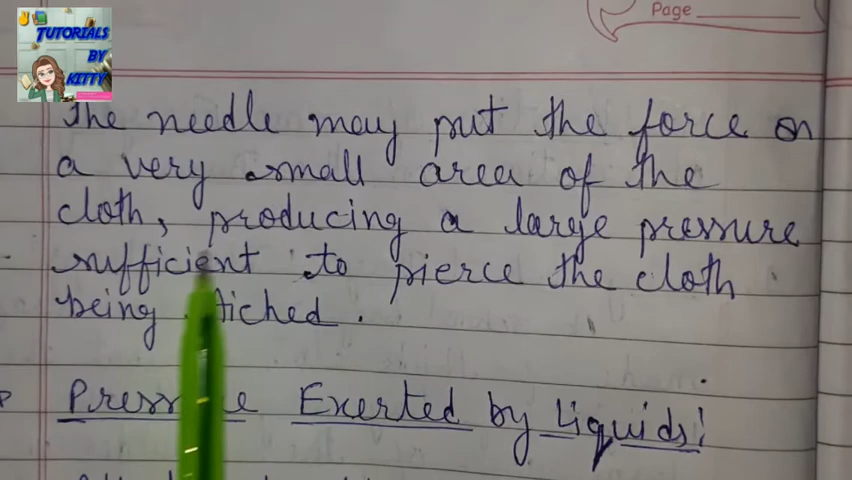 Page
TUTORIALS
BY
KITTY
The needle may put the force on
a very small area of the
cloth, producing a large pressure
sufficient to pierce the cloth
being tiched.
Exerted by Liquids: